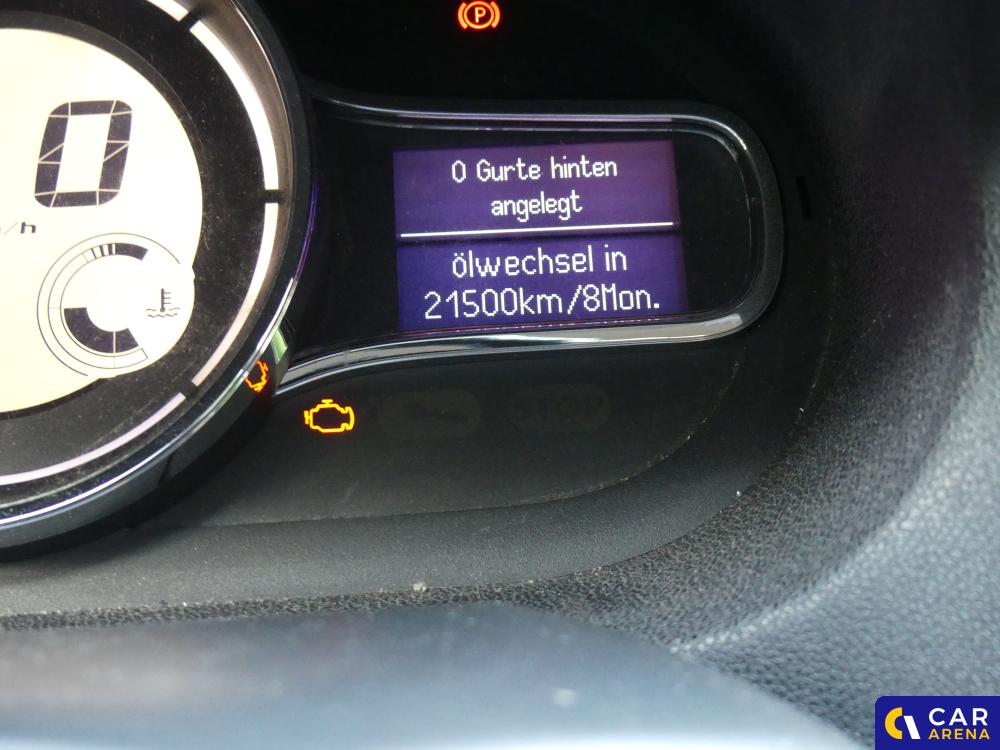 P
0
0 Gurte hinten
angelegt
ölwechsel in
21500km/8Mon.
STOP
CAR
ARENA